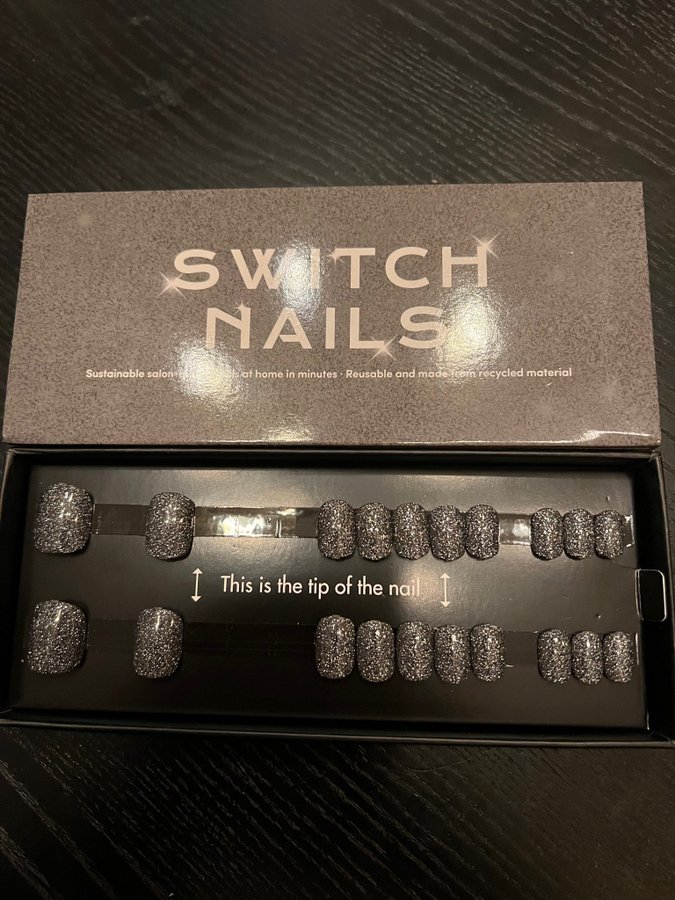 SWITCH
NAILS
Sustainable salon- at home in minutes · Reusable and made from recycled material
This is the tip of the nail